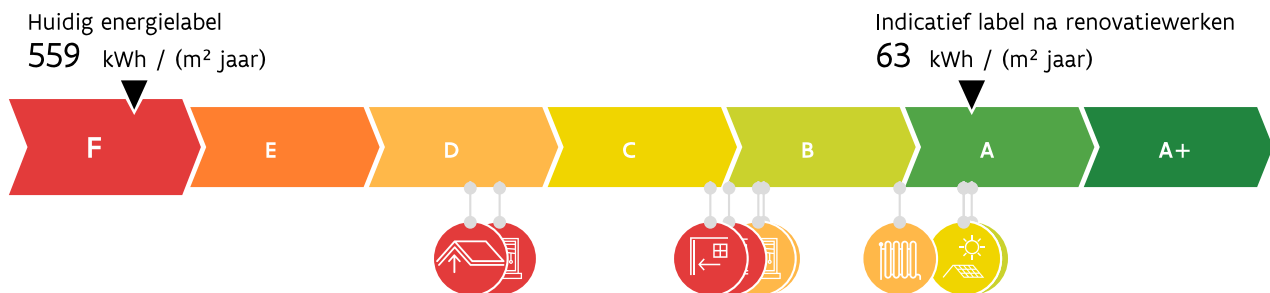 Huidig energielabel
559 kWh / (m² jaar)
Indicatief label na renovatiewerken
63 kWh / (m² jaar)
F E D C B A A+